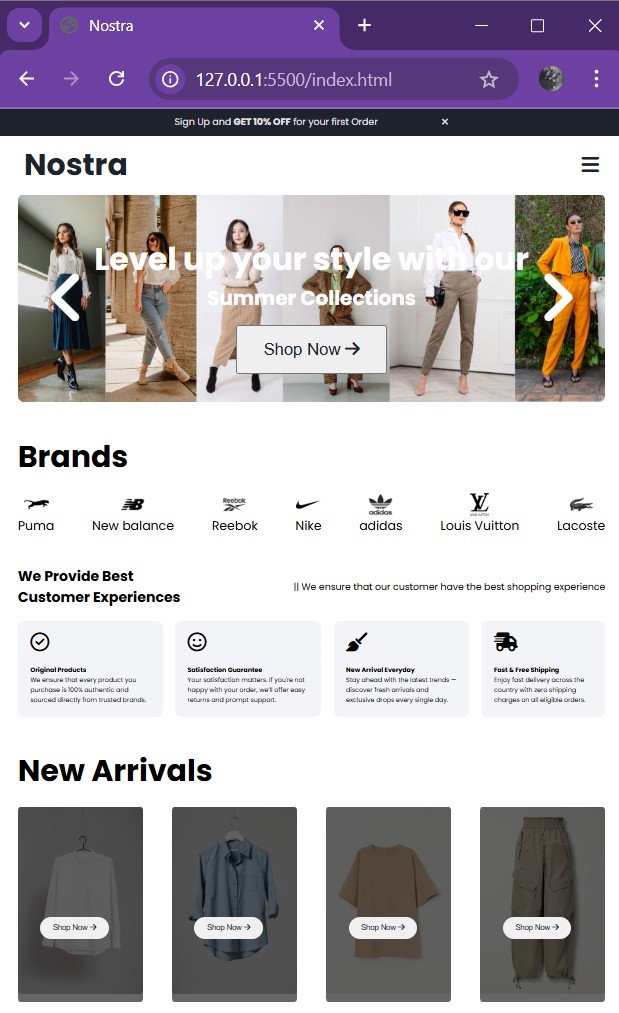 Nostra
127.0.0.1:5500/index.html
Sign Up and GET 10% OFF for your first Order
Nostra
Level up your style with our
Summer Collections
Shop Now
Brands
Reebok
adidas
Puma
New balance
Reebok
Nike
adidas
Louis Vuitton
Lacoste
We Provide Best
Customer Experiences
|| We ensure that our customer have the best shopping experience
Original Products
We ensure that every product you
purchase is 100% authentic and
sourced directly from trusted brands.
Satisfaction Guarantee
Your satisfaction matters. If you're not
happy with your order, we'll offer easy
returns and prompt support.
New Arrival Everyday
Stay ahead with the latest trends —
discover fresh arrivals and
exclusive drops every single day.
Fast & Free Shipping
Enjoy fast delivery across the
country with zero shipping
charges on all eligible orders.
New Arrivals
Shop Now
Shop Now
Shop Now
Shop Now